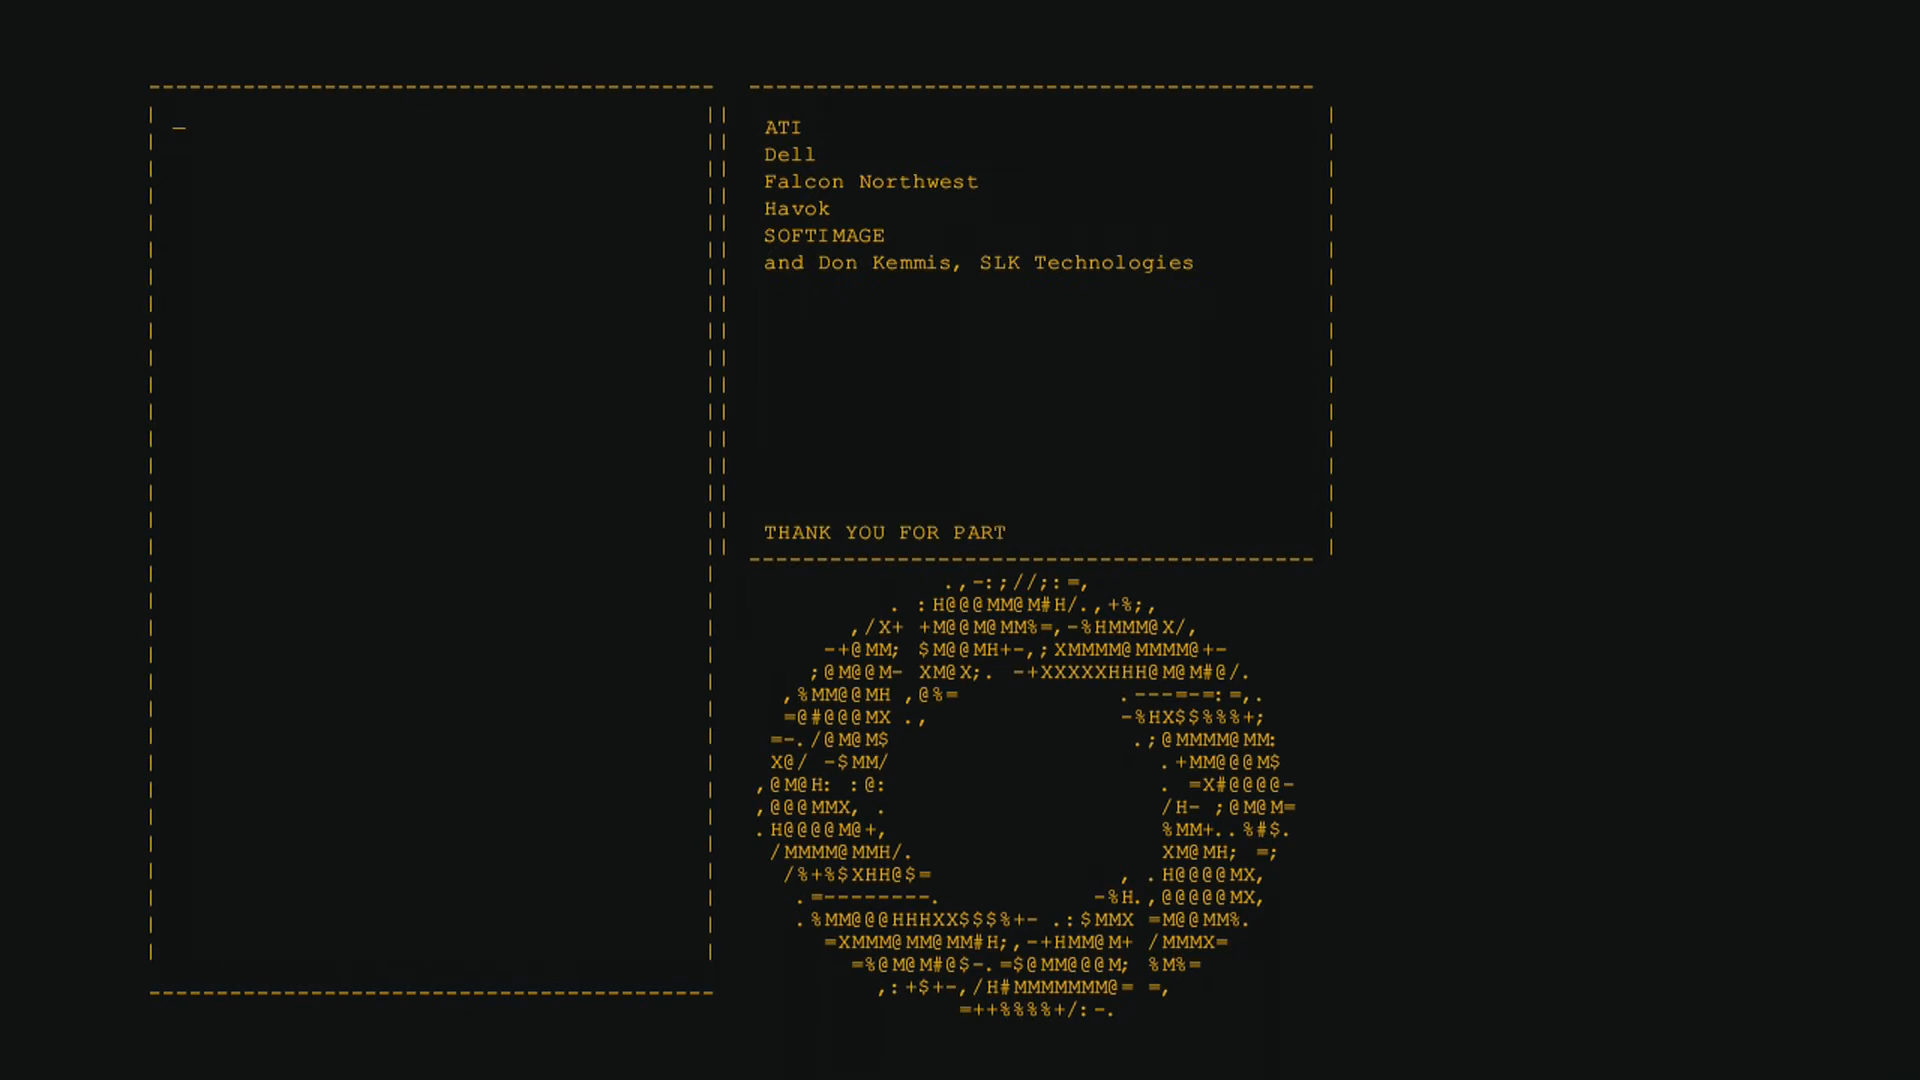 _
ATI
Dell
Falcon Northwest
Havok
SOFTIMAGE
and Don Kemmis, SLK Technologies
THANK YOU FOR PART